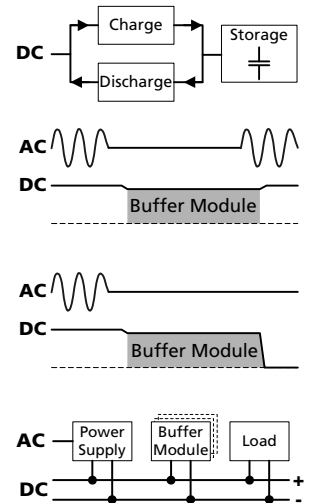 Charge
Storage
DC
Discharge
AC
DC
Buffer Module
AC
DC
Buffer Module
AC
Power
Supply
Buffer
Module
Load
DC
+
-